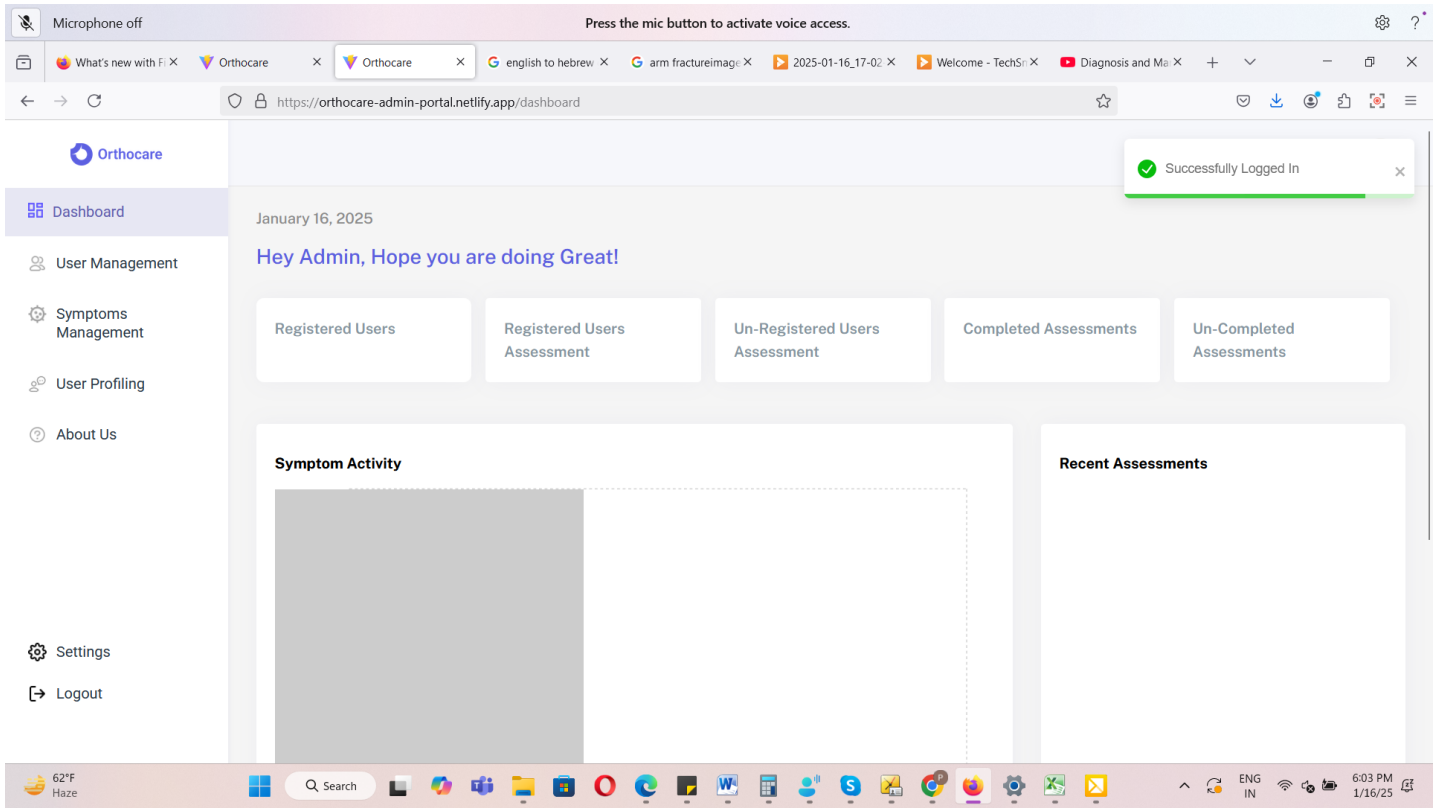 Microphone off
Press the mic button to activate voice access.
What's new with Fi
Orthocare
Orthocare
english to hebrew
arm fractureimage
2025-01-16_17-02
Welcome - TechSm
Diagnosis and Ma
https://orthocare-admin-portal.netlify.app/dashboard
Orthocare
Successfully Logged In
Dashboard
User Management
Symptoms
Management
User Profiling
About Us
Settings
Logout
January 16, 2025
Hey Admin, Hope you are doing Great!
Registered Users
Registered Users
Assessment
Un-Registered Users
Assessment
Completed Assessments
Un-Completed
Assessments
Symptom Activity
Recent Assessments
62°F
Haze
Search
ENG
IN
6:03 PM
1/16/25